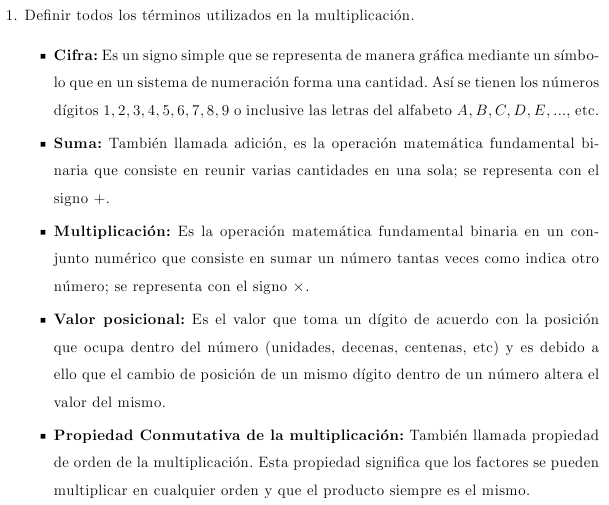 1. Definir todos los términos utilizados en la multiplicación.
▪ Cifra: Es un signo simple que se representa de manera gráfica mediante un símbo-
lo que en un sistema de numeración forma una cantidad. Así se tienen los números
dígitos 1, 2, 3, 4, 5, 6, 7, 8, 9 o inclusive las letras del alfabeto A, B, C, D, E, ..., etc.
▪ Suma: También llamada adición, es la operación matemática fundamental bi-
naria que consiste en reunir varias cantidades en una sola; se representa con el
signo +.
▪ Multiplicación: Es la operación matemática fundamental binaria en un con-
junto numérico que consiste en sumar un número tantas veces como indica otro
número; se representa con el signo ×.
▪ Valor posicional: Es el valor que toma un dígito de acuerdo con la posición
que ocupa dentro del número (unidades, decenas, centenas, etc) y es debido a
ello que el cambio de posición de un mismo dígito dentro de un número altera el
valor del mismo.
▪ Propiedad Conmutativa de la multiplicación: También llamada propiedad
de orden de la multiplicación. Esta propiedad significa que los factores se pueden
multiplicar en cualquier orden y que el producto siempre es el mismo.